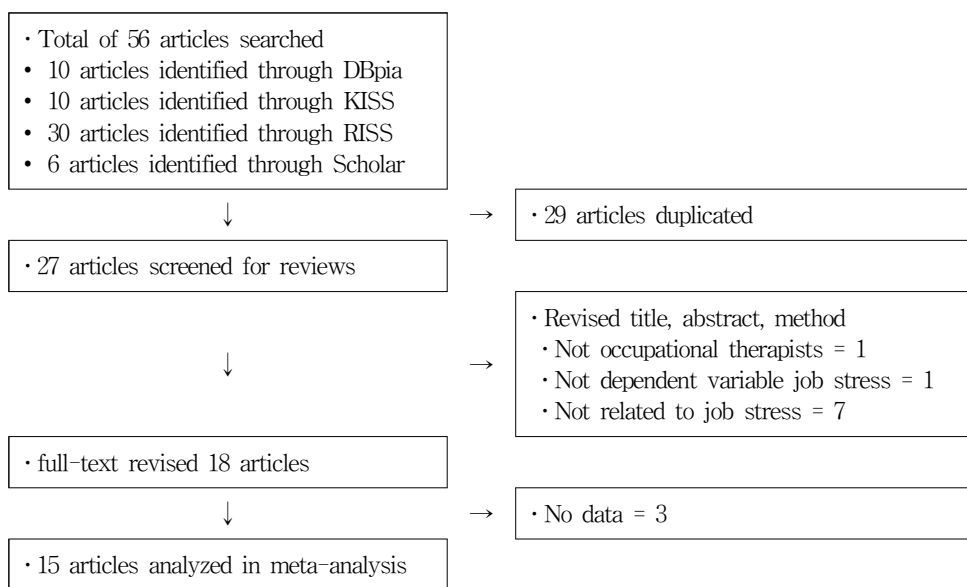 · Total of 56 articles searched
• 10 articles identified through DBpia
• 10 articles identified through KISS
• 30 articles identified through RISS
• 6 articles identified through Scholar
↓
→
· 29 articles duplicated
· 27 articles screened for reviews
↓
→
· Revised title, abstract, method
· Not occupational therapists = 1
· Not dependent variable job stress = 1
· Not related to job stress = 7
· full-text revised 18 articles
↓
→
· No data = 3
· 15 articles analyzed in meta-analysis